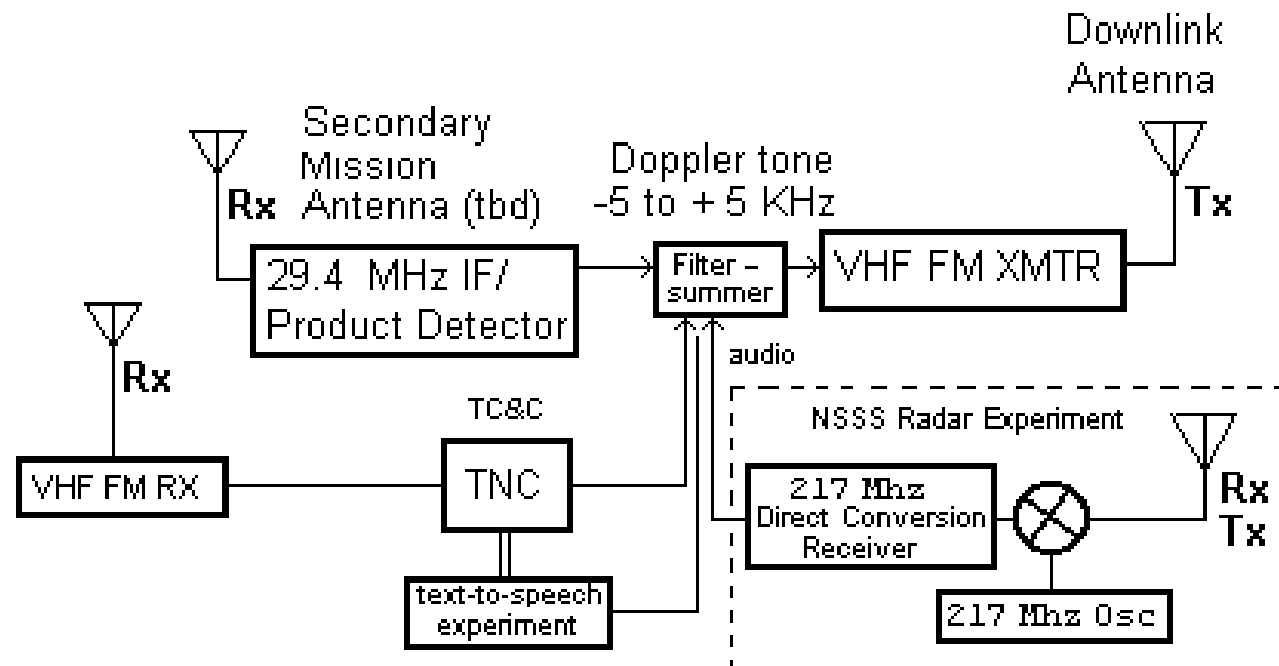 Downlink
Antenna
Secondary
Mission
Antenna (tbd)
Rx
Doppler tone
-5 to + 5 KHz
Tx
29.4 MHz IF/
Product Detector
Filter -
summer
VHF FM XMTR
Rx
audio
TC&C
NSSS Radar Experiment
VHF FM RX
TNC
217 Mhz
Direct Conversion
Receiver
Rx
Tx
text-to-speech
experiment
217 Mhz Osc